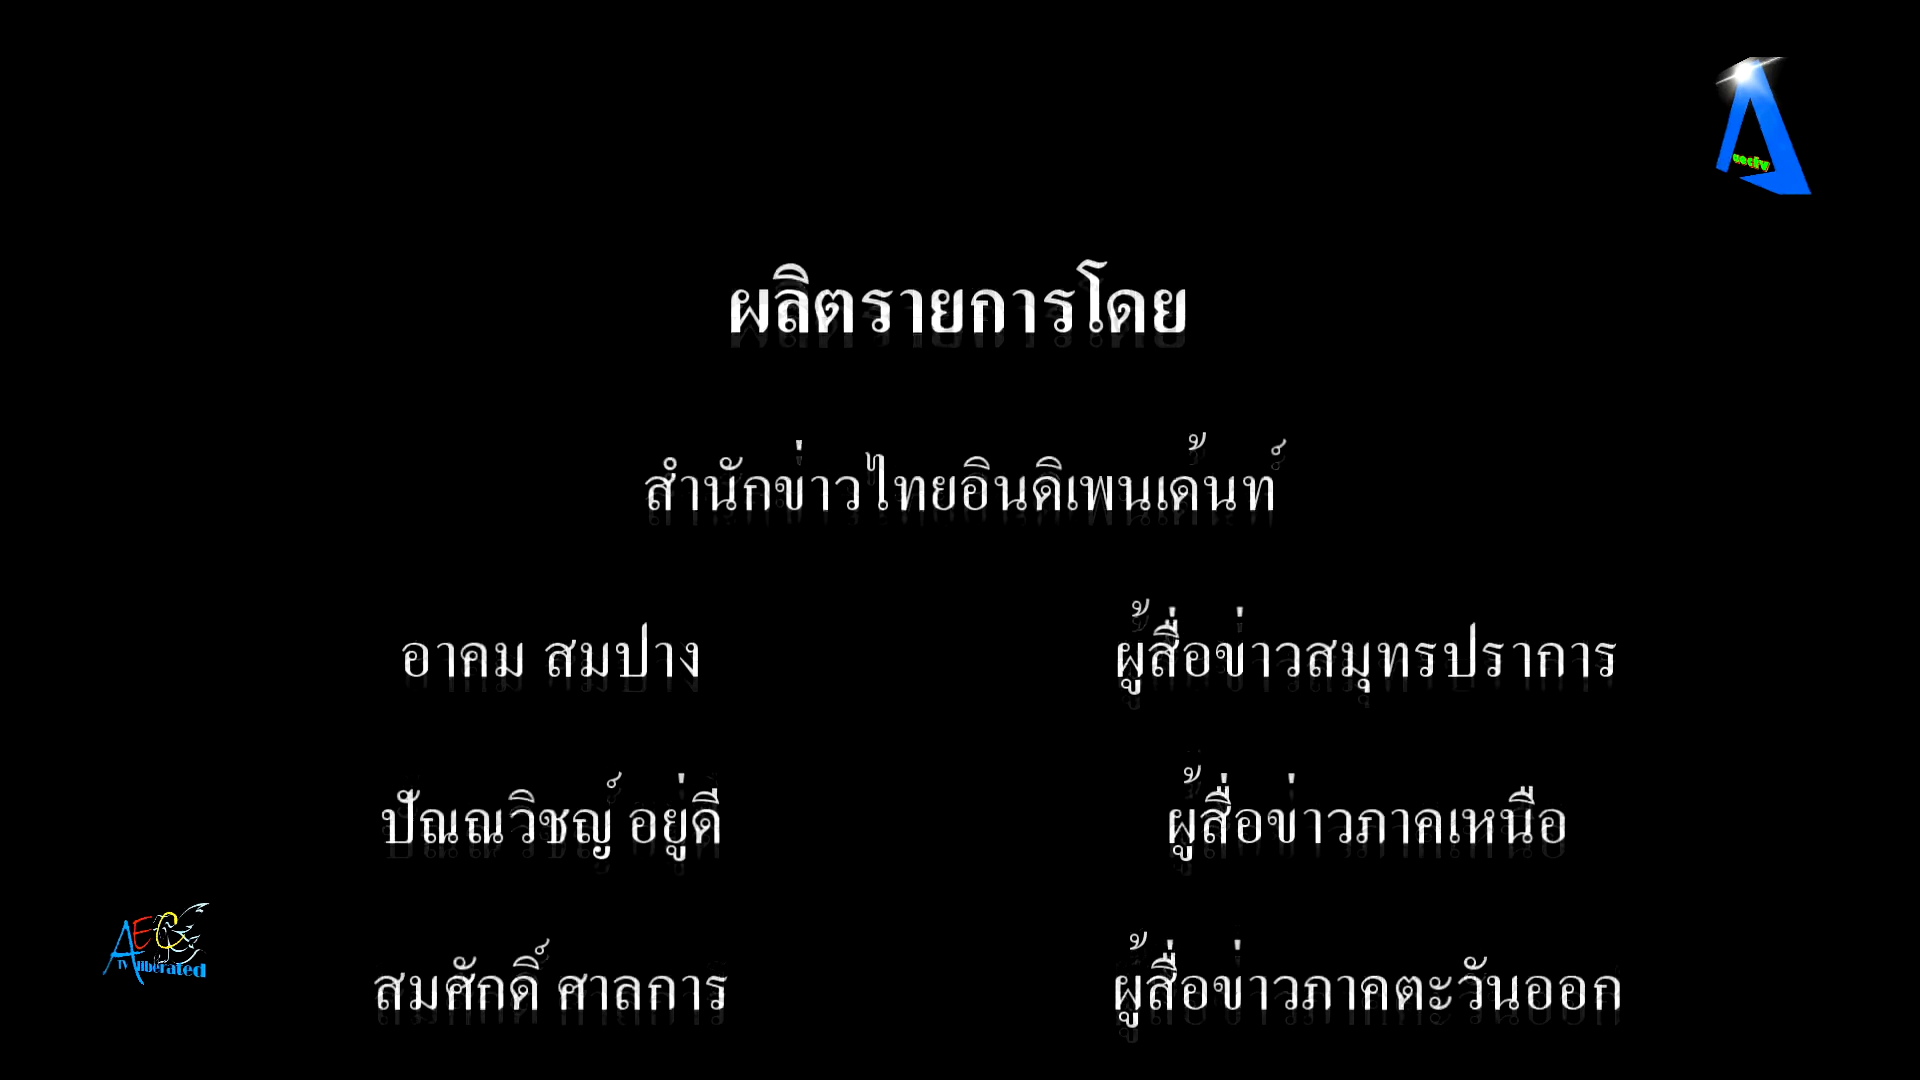 aectv
ผลิตรายการโดย
สำนักข่าวไทยอินดิเพนเด้นท์
อาคม สมปาง ผู้สื่อข่าวสมุทรปราการ
ปัณณวิชญ์ อยู่ดี ผู้สื่อข่าวภาคเหนือ
AEC
TV liberated
สมศักดิ์ ศาลการ ผู้สื่อข่าวภาคตะวันออก